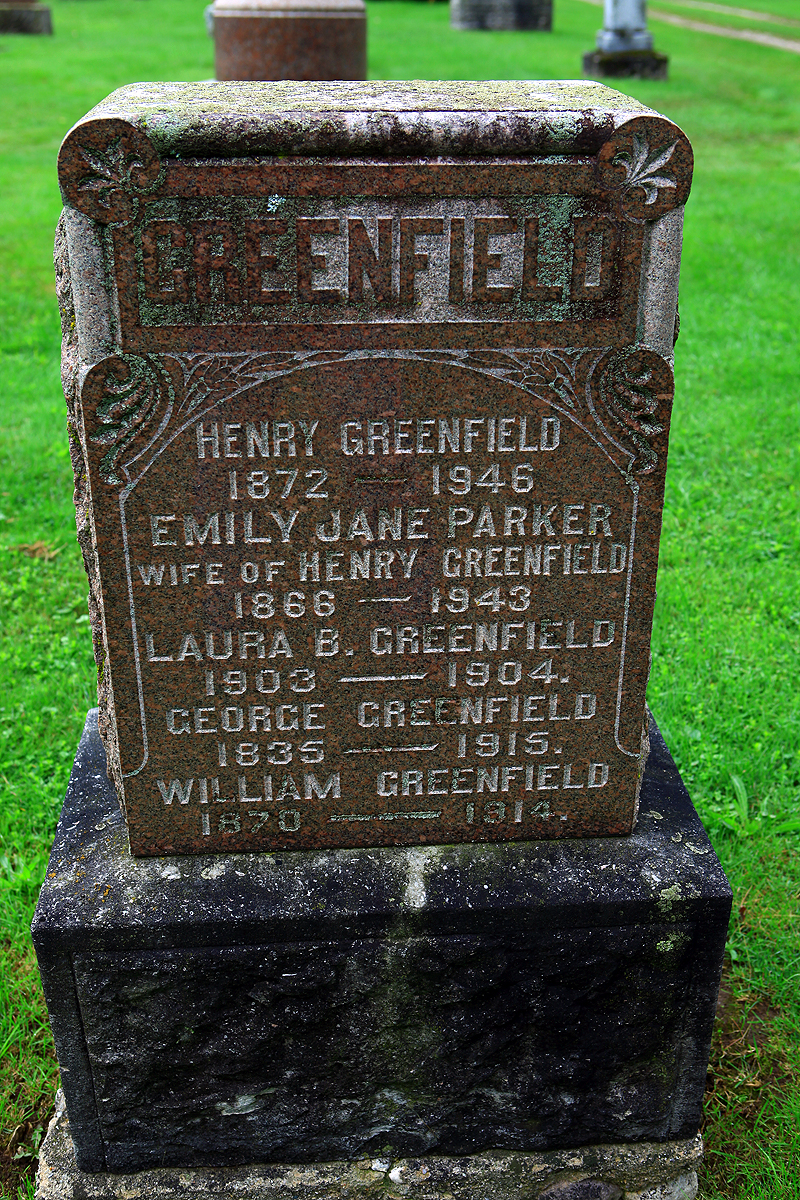 GREENFIELD
HENRY GREENFIELD
1872 — 1946
EMILY JANE PARKER
WIFE OF HENRY GREENFIELD
1866 — 1943
LAURA B. GREENFIELD
1903 — 1904.
GEORGE GREENFIELD
1835 — 1915.
WILLIAM GREENFIELD
1870 — 1914.